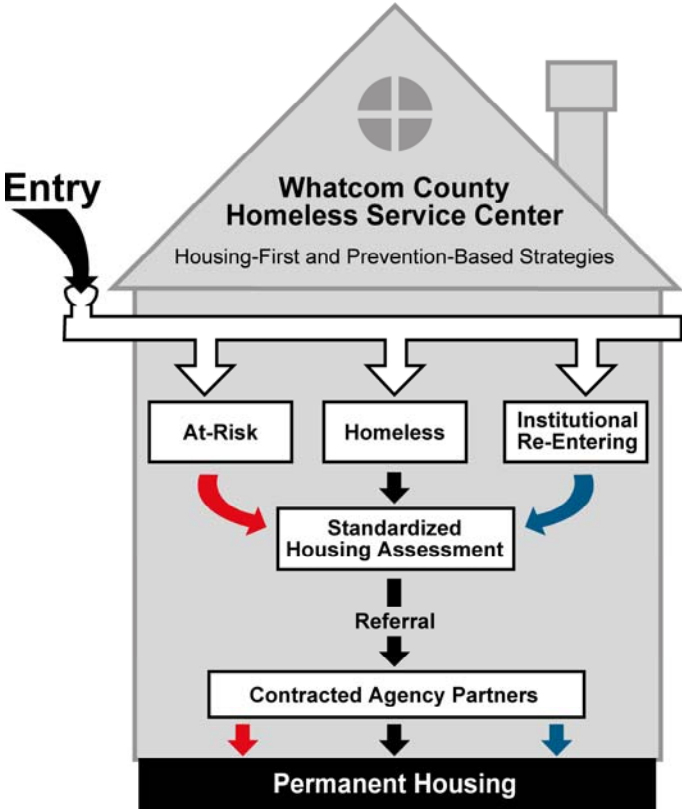 Entry
Whatcom County
Homeless Service Center
Housing-First and Prevention-Based Strategies
At-Risk
Homeless
Institutional
Re-Entering
Standardized
Housing Assessment
Referral
Contracted Agency Partners
Permanent Housing